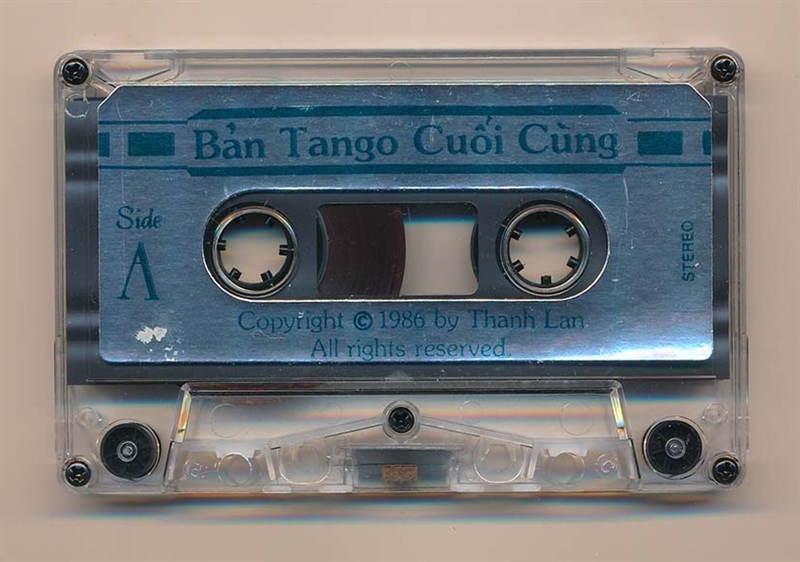 Bản Tango Cuối Cùng
Side
A
STEREO
Copyright © 1986 by Thanh Lan
All rights reserved.